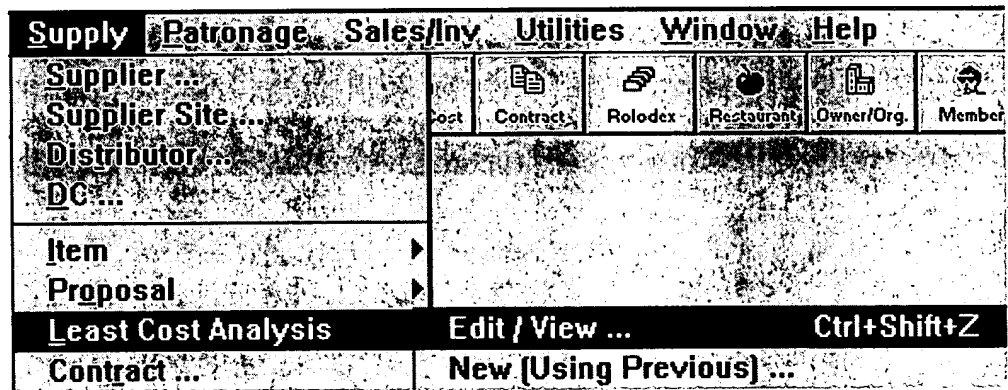 Supply Patronage Sales/Inv Utilities Window Help
Supplier ...
Supplier Site ...
Distributor ...
DC ...
ost Contract Rolodex Restaurant Owner/Org. Member
Item
Proposal
Least Cost Analysis Edit / View ... Ctrl+Shift+Z
Contract ... New (Using Previous) ...